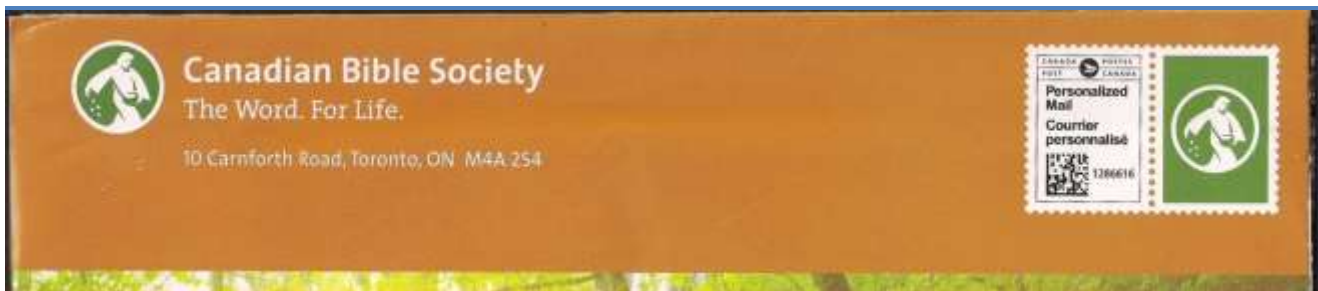 Canadian Bible Society
The Word. For Life.
10 Carnforth Road, Toronto, ON M4A 2S4
CANADA POSTES
POST CANADA
Personalized
Mail
Courrier
personnalisé
1286616